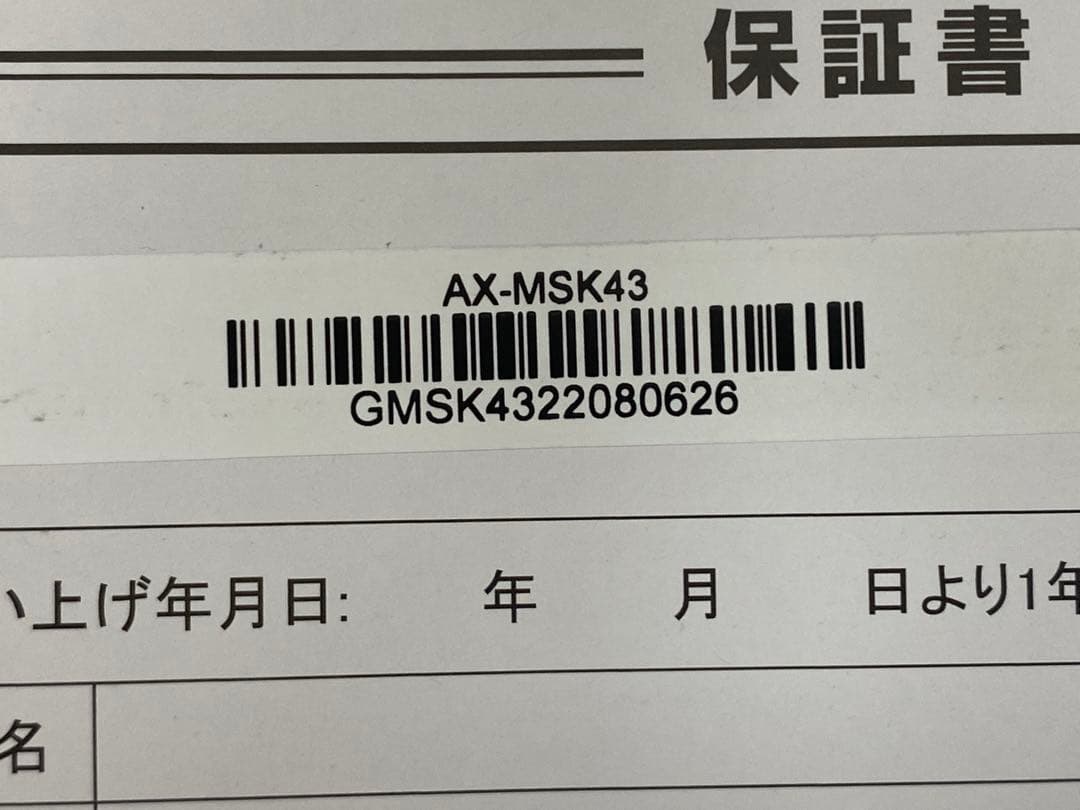 保証書
AX-MSK43
GMSK4322080626
い上げ年月日: 年 月 日より1年
名